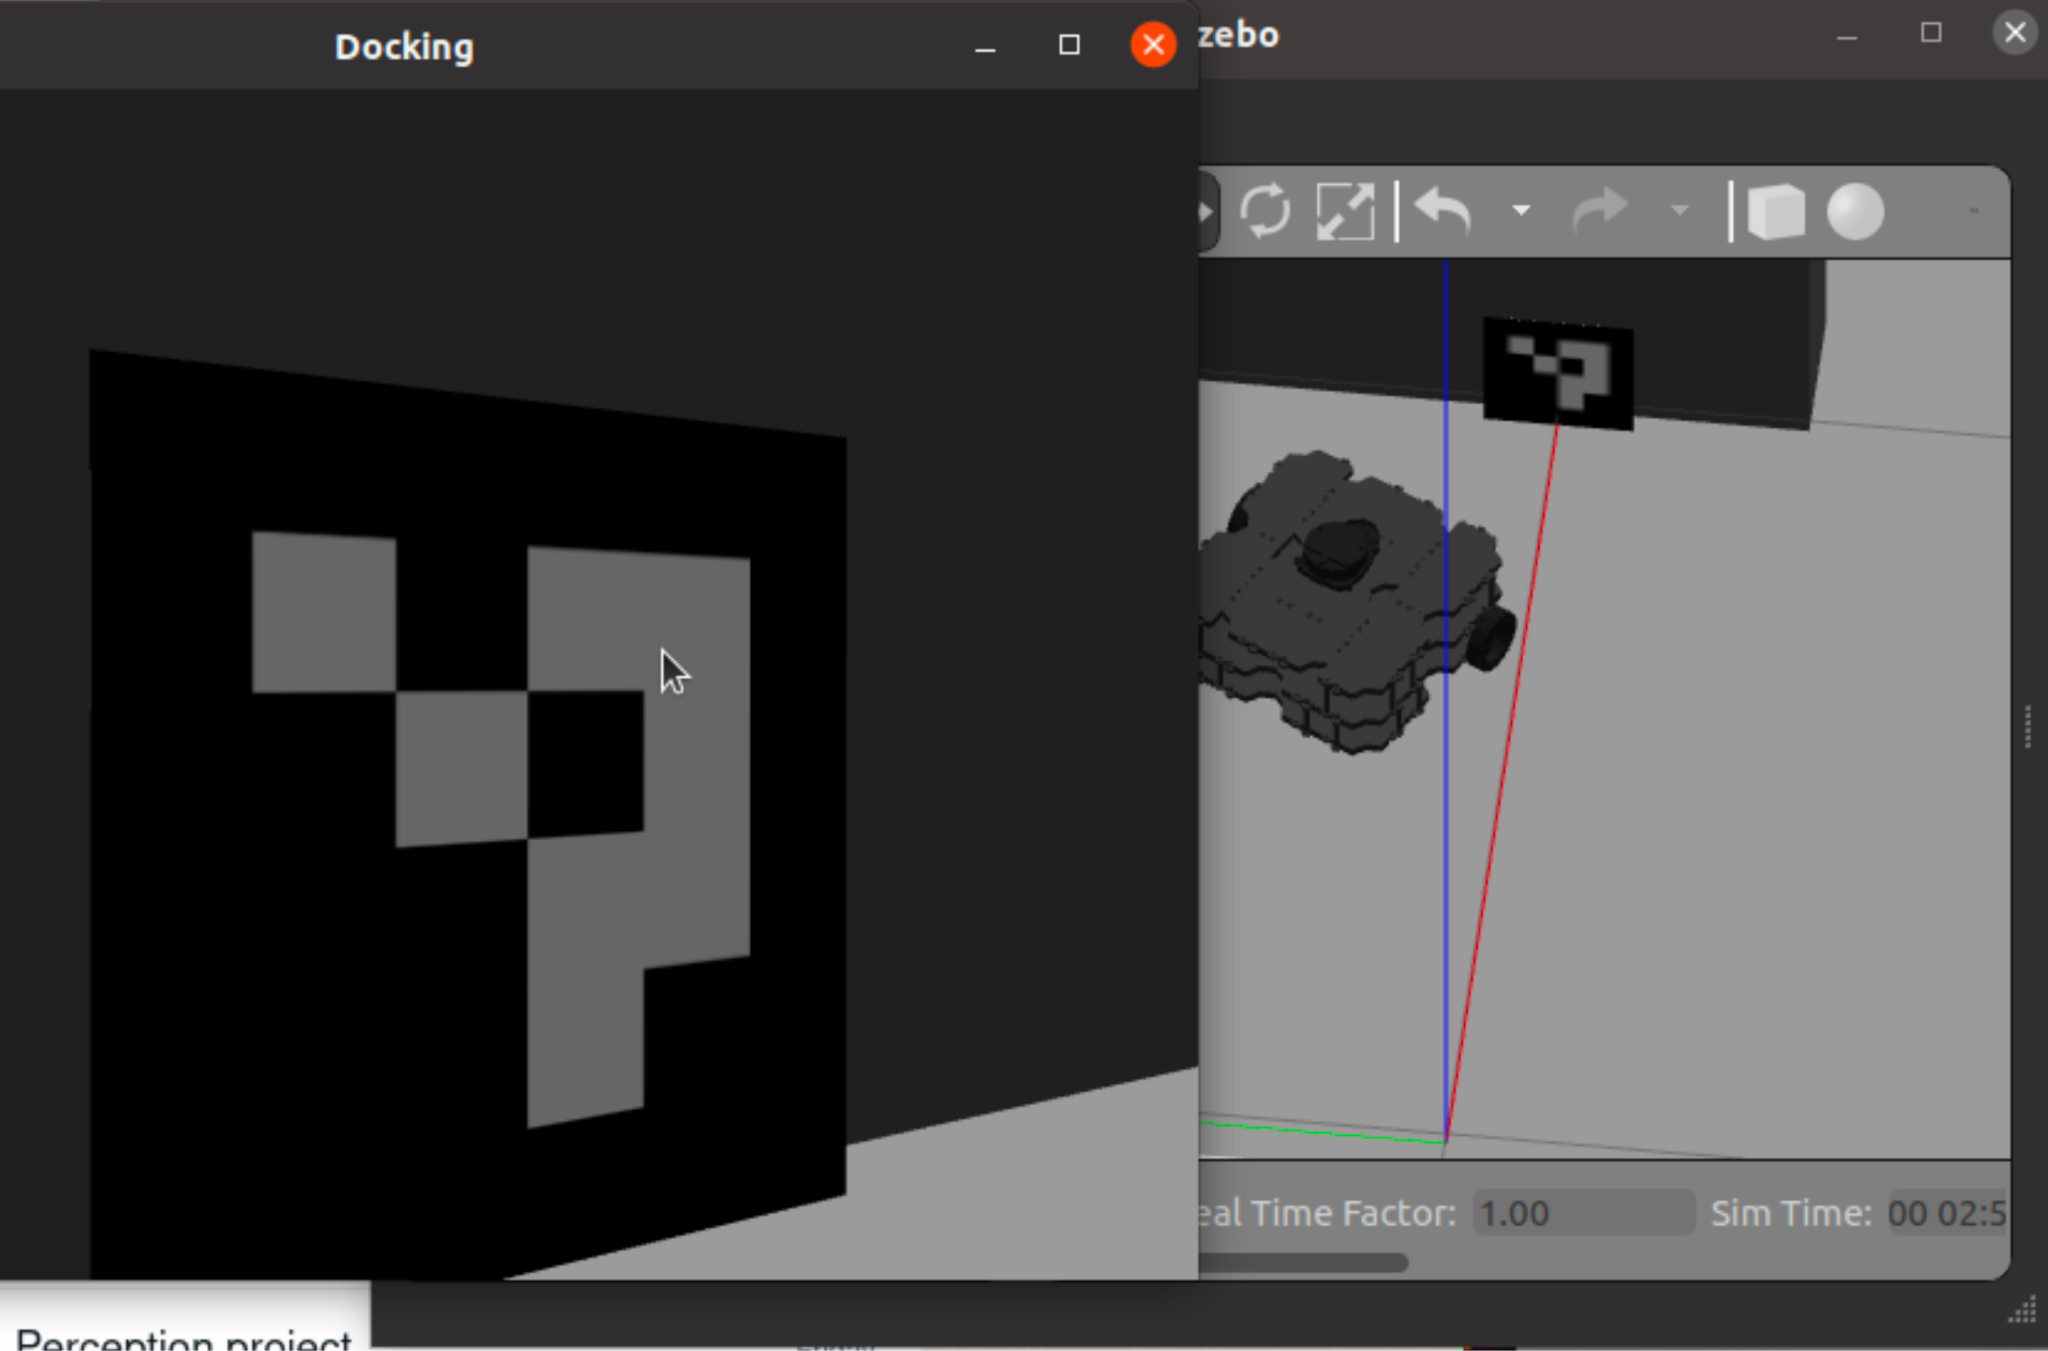 Docking
zebo
eal Time Factor: 1.00 Sim Time: 00 02:5
Perception project